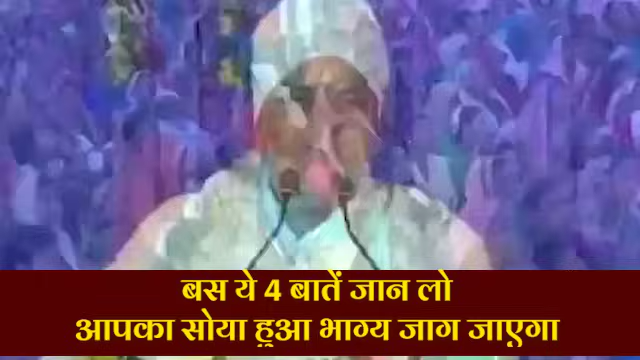 बस ये 4 बातें जान लो
आपका सोया हुआ भाग्य जाग जाएगा